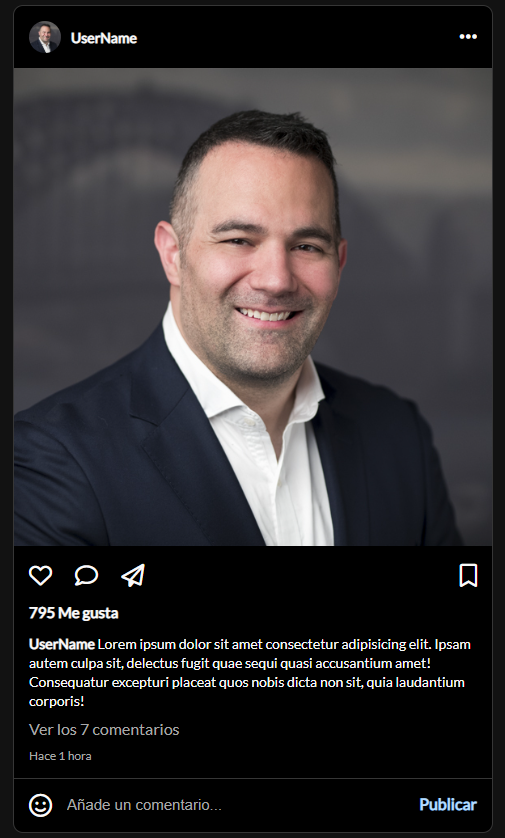 UserName
795 Me gusta
UserName Lorem ipsum dolor sit amet consectetur adipisicing elit. Ipsam
autem culpa sit, delectus fugit quae sequi quasi accusantium amet!
Consequatur excepturi placeat quos nobis dicta non sit, quia laudantium
corporis!
Ver los 7 comentarios
Hace 1 hora
Añade un comentario...
Publicar